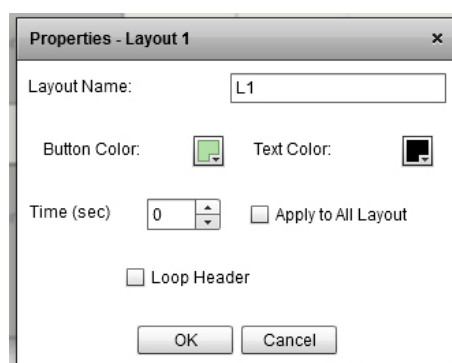 Properties - Layout 1 ×
Layout Name: L1
Button Color: Text Color:
Time (sec) 0 Apply to All Layout
Loop Header
OK Cancel